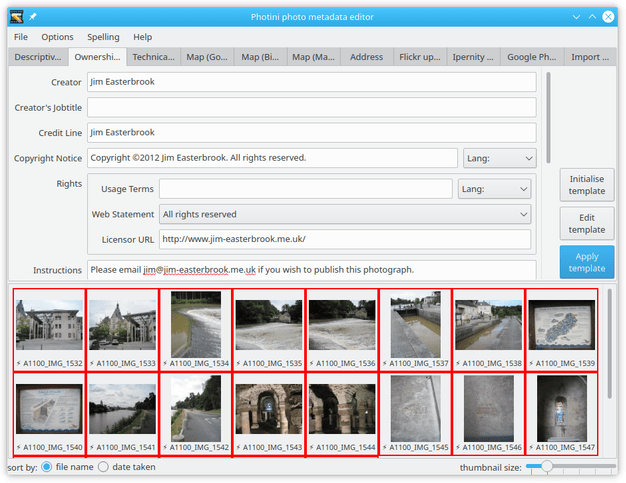 Photini photo metadata editor
File Options Spelling Help
Descriptiv... Ownershi... Technica... Map (Go... Map (Bi... Map (Ma... Address Flickr up... Ipernity ... Google Ph... Import ...
Creator Jim Easterbrook
Creator's Jobtitle
Credit Line Jim Easterbrook
Copyright Notice Copyright ©2012 Jim Easterbrook. All rights reserved. Lang:
Rights Usage Terms Lang:
Web Statement All rights reserved
Licensor URL http://www.jim-easterbrook.me.uk/
Instructions Please email jim@jim-easterbrook.me.uk if you wish to publish this photograph.
Initialise
template
Edit
template
Apply
template
A1100_IMG_1532 A1100_IMG_1533 A1100_IMG_1534 A1100_IMG_1535 A1100_IMG_1536 A1100_IMG_1537 A1100_IMG_1538 A1100_IMG_1539
A1100_IMG_1540 A1100_IMG_1541 A1100_IMG_1542 A1100_IMG_1543 A1100_IMG_1544 A1100_IMG_1545 A1100_IMG_1546 A1100_IMG_1547
sort by: file name date taken thumbnail size: